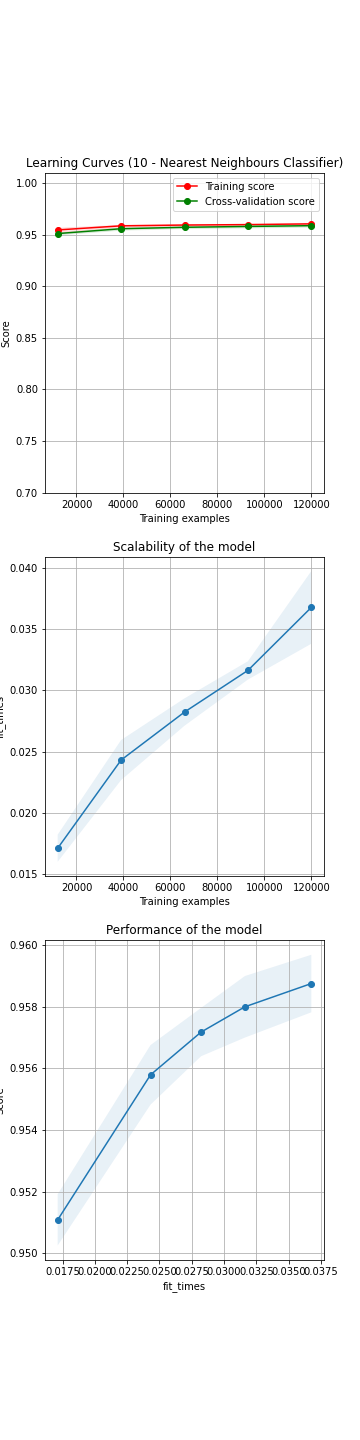 Learning Curves (10 - Nearest Neighbours Classifier)
1.00
0.95
0.90
0.85
0.80
0.75
0.70
Score
Training score
Cross-validation score
20000 40000 60000 80000 100000 120000
Training examples
Scalability of the model
0.040
0.035
0.030
0.025
0.020
0.015
fit_times
20000 40000 60000 80000 100000 120000
Training examples
Performance of the model
0.960
0.958
0.956
0.954
0.952
0.950
Score
0.0175 0.0200 0.0225 0.0250 0.0275 0.0300 0.0325 0.0350 0.0375
fit_times